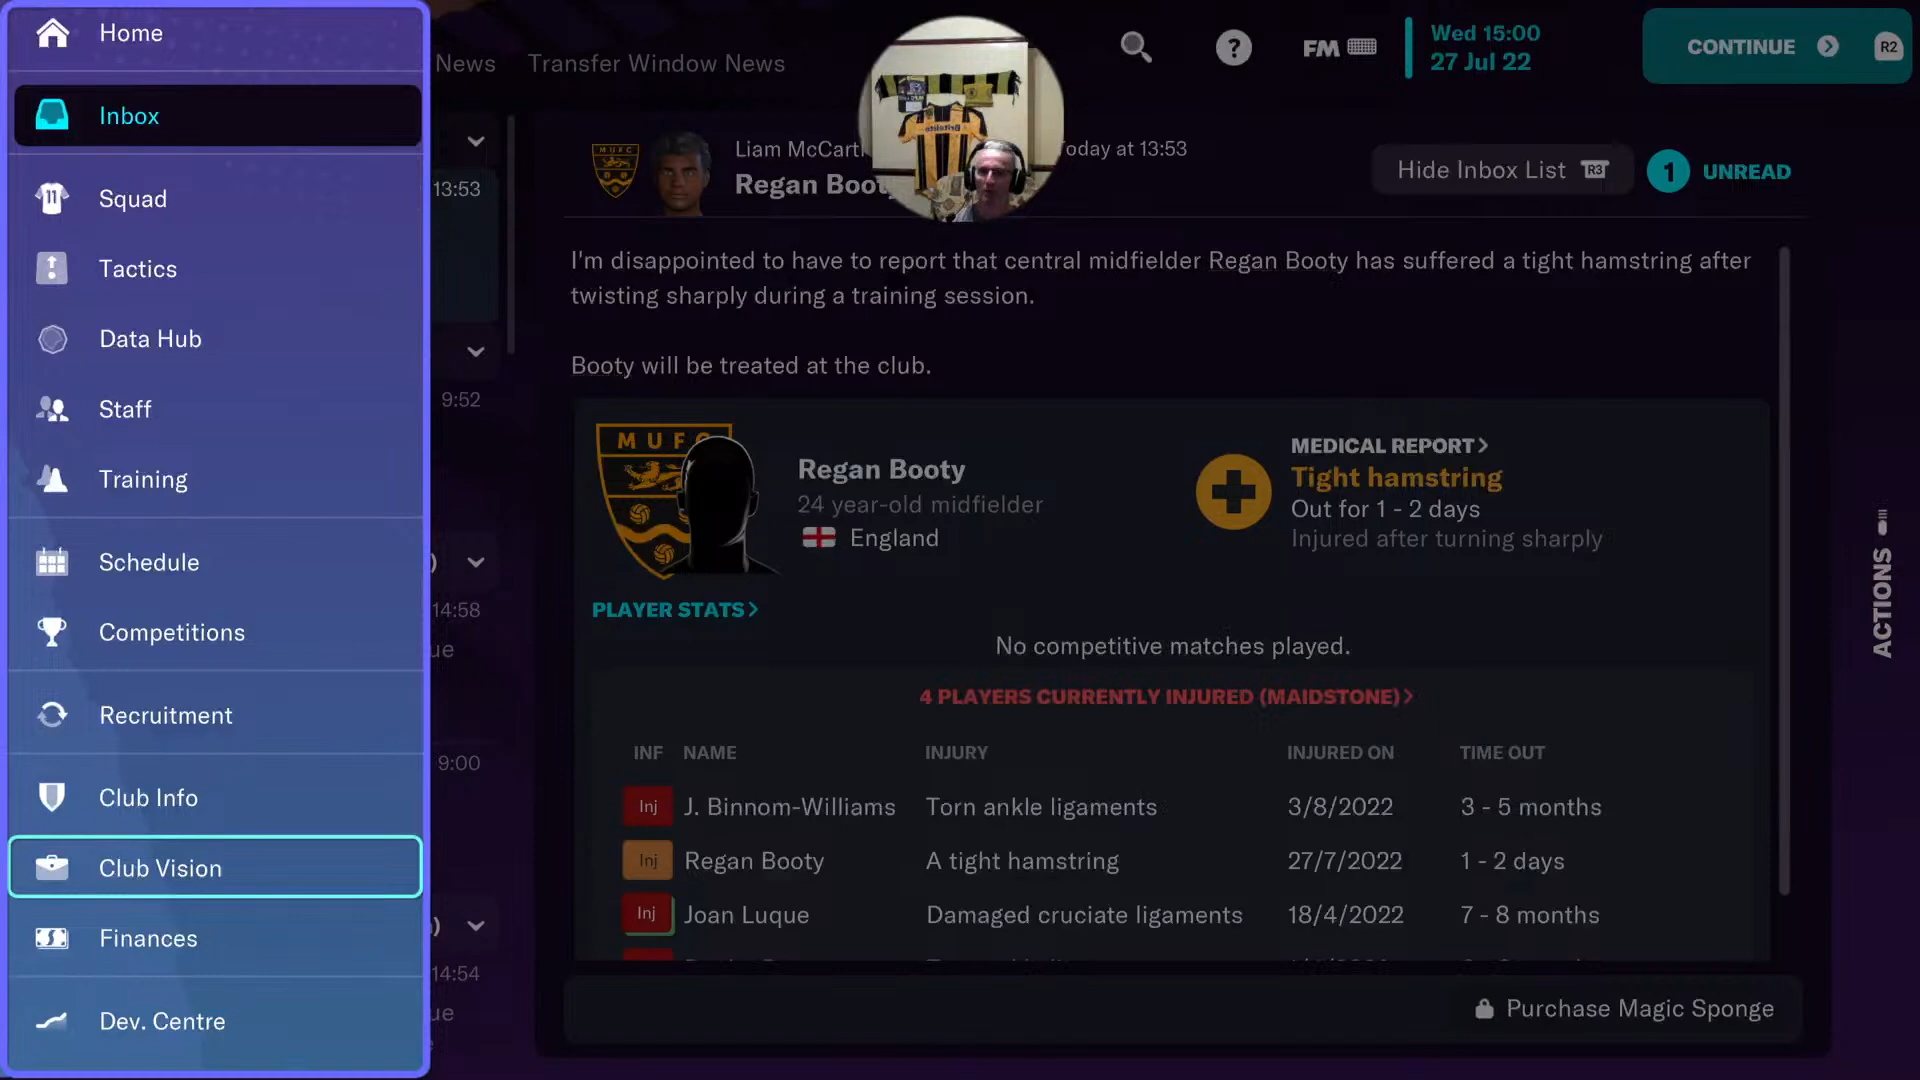 Home
Inbox
Squad
Tactics
Data Hub
Staff
Training
Schedule
Competitions
Recruitment
Club Info
Club Vision
Finances
Dev. Centre
News
Transfer Window News
?
FM
Wed 15:00
27 Jul 22
CONTINUE
R2
13:53
9:52
14:58
9:00
14:54
MUFC
Liam
at 13:53
Regan
Hide Inbox List R3
1 UNREAD
I'm disappointed to have to report that central midfielder Regan Booty has suffered a tight hamstring after
twisting sharply during a training session.
Booty will be treated at the club.
MUFC
Regan Booty
24 year-old midfielder
England
MEDICAL REPORT>
Tight hamstring
Out for 1 - 2 days
Injured after turning sharply
PLAYER STATS>
No competitive matches played.
4 PLAYERS CURRENTLY INJURED (MAIDSTONE)>
INF NAME INJURY INJURED ON TIME OUT
Inj J. Binnom-Williams Torn ankle ligaments 3/8/2022 3 - 5 months
Inj Regan Booty A tight hamstring 27/7/2022 1 - 2 days
Inj Joan Luque Damaged cruciate ligaments 18/4/2022 7 - 8 months
Purchase Magic Sponge
ACTIONS